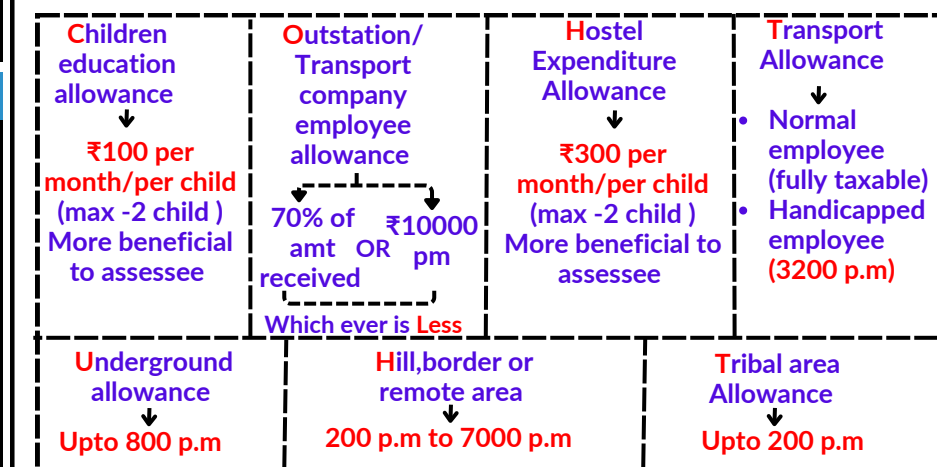 Children
education
allowance
₹100 per
month/per child
(max -2 child )
More beneficial
to assessee
Outstation/
Transport
company
employee
allowance
70% of
amt
received
OR
₹10000
pm
Which ever is Less
Hostel
Expenditure
Allowance
₹300 per
month/per child
(max -2 child )
More beneficial to
assessee
Transport
Allowance
• Normal
employee
(fully taxable)
• Handicapped
employee
(3200 p.m)
Underground
allowance
Upto 800 p.m
Hill,border or
remote area
200 p.m to 7000 p.m
Tribal area
Allowance
Upto 200 p.m